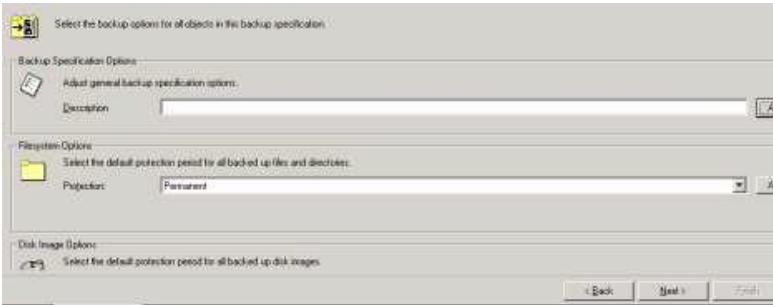 Select the backup options for all objects in this backup specification.
Backup Specification Options
Adjust general backup specification options.
Description
A
Filesystem Options
Select the default protection period for all backed up files and directories.
Protection:
Permanent
A
Disk Image Options
Select the default protection period for all backed up disk images.
< Back
Next >
Finish